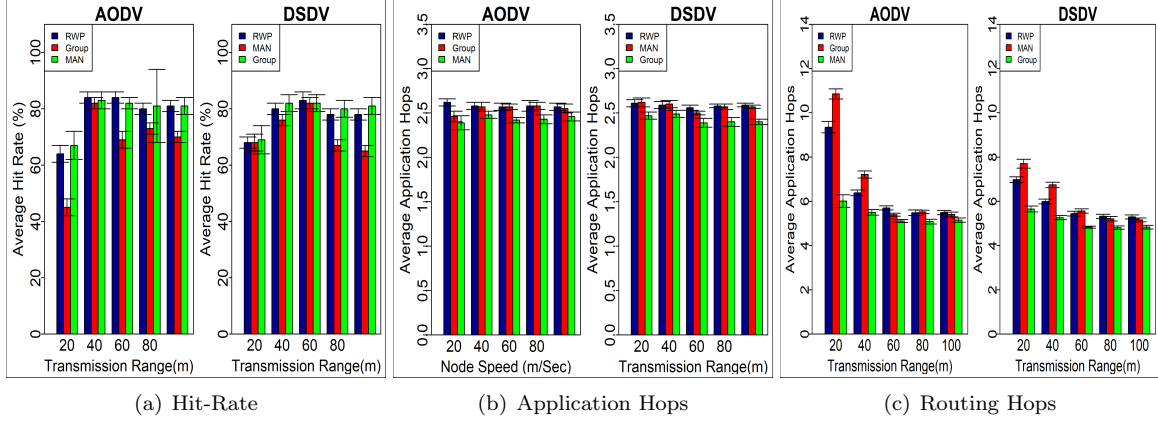 AODV
100
80
60
40
20
0
Average Hit Rate (%)
RWP
Group
MAN
20 40 60 80
Transmission Range(m)
DSDV
100
80
60
40
20
0
Average Hit Rate (%)
RWP
MAN
Group
20 40 60 80
Transmission Range(m)
(a) Hit-Rate
AODV
3.5
3.0
2.5
2.0
1.5
1.0
0.5
0.0
Average Application Hops
RWP
Group
MAN
20 40 60 80
Node Speed (m/Sec)
DSDV
3.5
3.0
2.5
2.0
1.5
1.0
0.5
0.0
Average Application Hops
RWP
MAN
Group
20 40 60 80
Transmission Range(m)
(b) Application Hops
AODV
14
12
10
8
6
4
2
0
Average Application Hops
RWP
Group
MAN
20 40 60 80 100
Transmission Range(m)
DSDV
14
12
10
8
6
4
2
0
Average Application Hops
RWP
MAN
Group
20 40 60 80 100
Transmission Range(m)
(c) Routing Hops